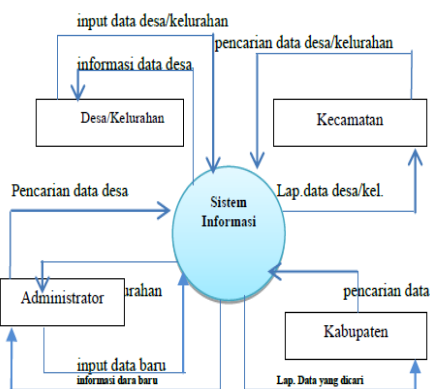 input data desa/kelurahan
pencarian data desa/kelurahan
informasi data desa
Desa/Kelurahan
Kecamatan
Pencarian data desa
Sistem
Informasi
Lap.data desa/kel.
Administrator
urahan
pencarian data
Kabupaten
input data baru
informasi dara baru
Lap. Data yang dicari